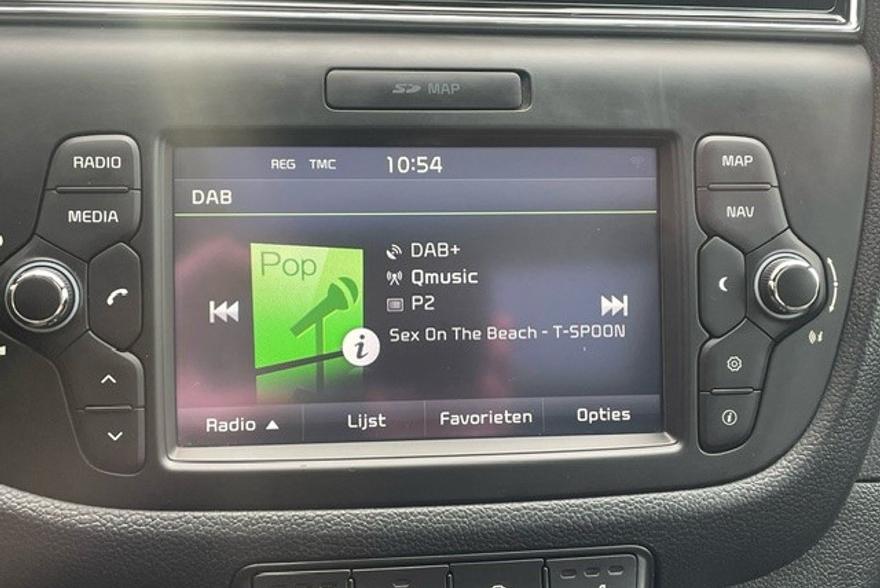 SD MAP
RADIO
MEDIA
REG TMC 10:54
DAB
Pop
DAB+
Qmusic
P2
Sex On The Beach - T-SPOON
i
Radio ▲ Lijst Favorieten Opties
MAP
NAV
i